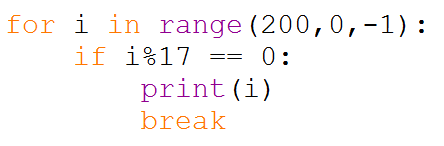 for i in range(200,0,-1):
    if i%17 == 0:
        print(i)
        break